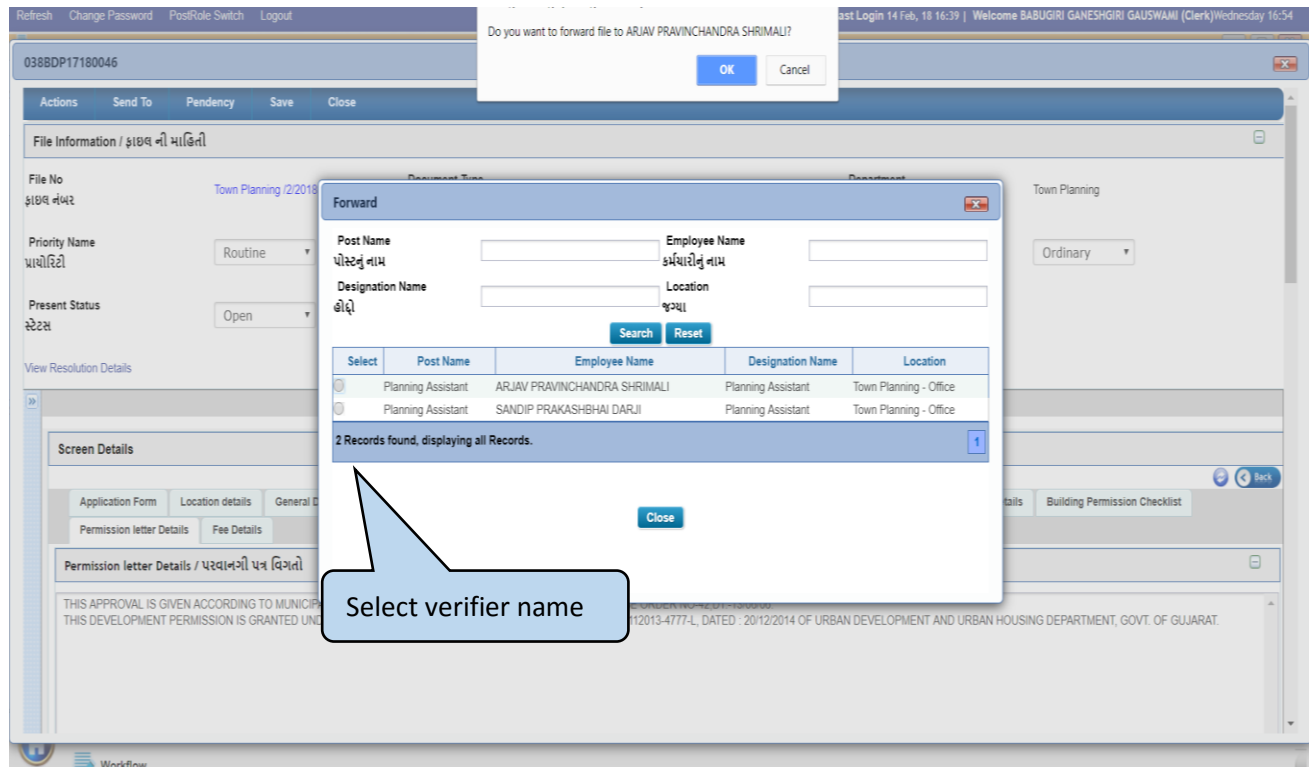 Refresh Change Password PostRole Switch Logout
ast Login 14 Feb, 18 16:39 | Welcome BABUGIRI GANESHGIRI GAUSWAMI (Clerk)Wednesday 16:54
Do you want to forward file to ARJAV PRAVINCHANDRA SHRIMALI?
OK Cancel
038BDP17180046
Actions Send To Pendency Save Close
File Information / ફાઇલ ની માહિતી
File No
ફાઇલ નંબર
Town Planning /2/2018
Document Type
Department
Town Planning
Priority Name
પ્રાયોરિટી
Routine
Ordinary
Present Status
સ્ટેટસ
Open
View Resolution Details
Forward
Post Name
પોસ્ટનું નામ
Employee Name
કર્મચારીનું નામ
Designation Name
હોદ્દો
Location
જગ્યા
Search Reset
Select Post Name Employee Name Designation Name Location
Planning Assistant ARJAV PRAVINCHANDRA SHRIMALI Planning Assistant Town Planning - Office
Planning Assistant SANDIP PRAKASHBHAI DARJI Planning Assistant Town Planning - Office
2 Records found, displaying all Records. 1
Close
Select verifier name
Screen Details
Back
Application Form Location details General D
tails Building Permission Checklist
Permission letter Details Fee Details
Permission letter Details / પરવાનગી પત્ર વિગતો
THIS APPROVAL IS GIVEN ACCORDING TO MUNICIPA
THIS DEVELOPMENT PERMISSION IS GRANTED UND 112013-4777-L, DATED : 20/12/2014 OF URBAN DEVELOPMENT AND URBAN HOUSING DEPARTMENT, GOVT. OF GUJARAT.
Workflow